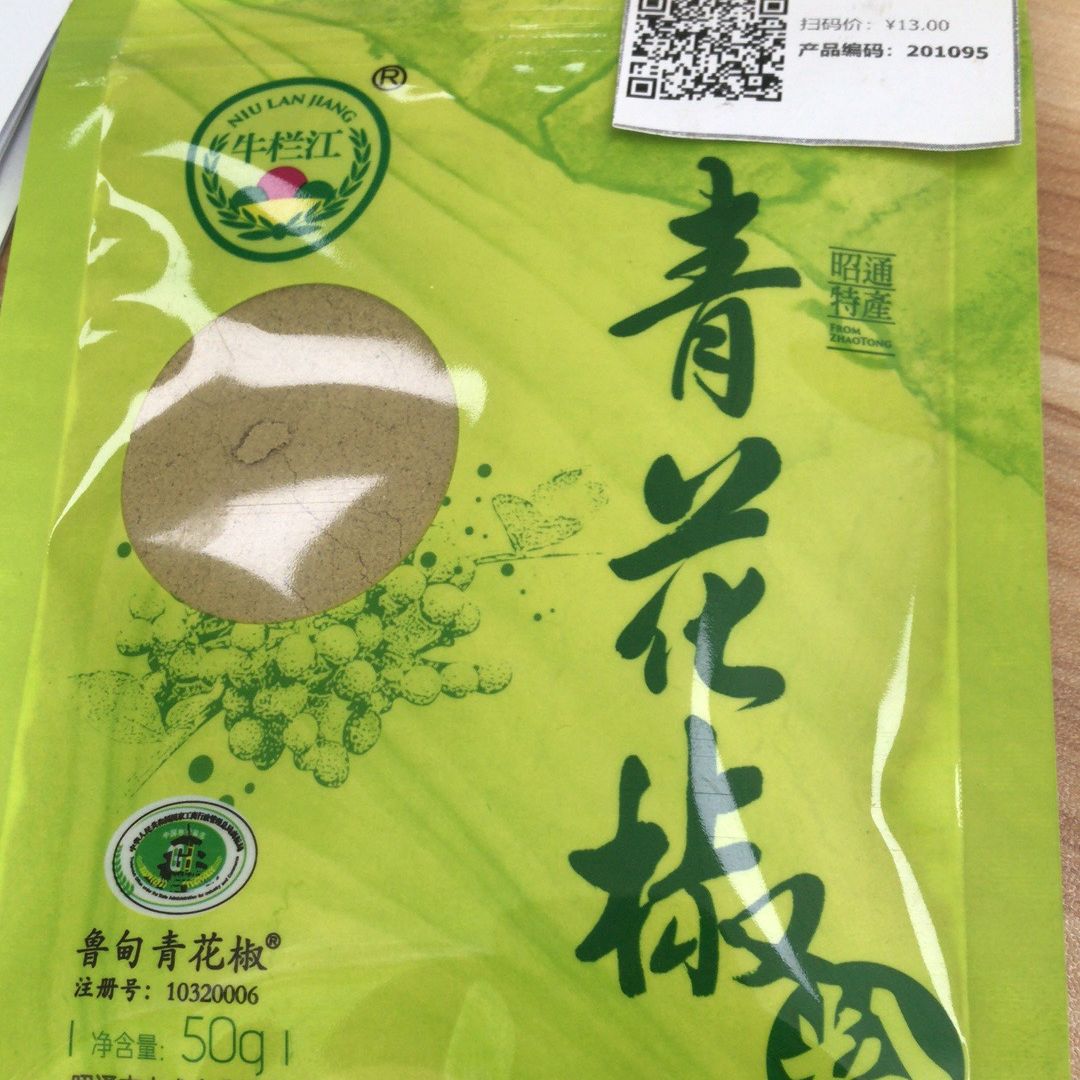 扫码价：¥13.00
产品编码：201095
®
NIU LAN JIANG
牛栏江
青花椒
粉
昭通
特產
FROM
ZHAOTONG
GI
鲁甸青花椒®
注册号：10320006
净含量：50g